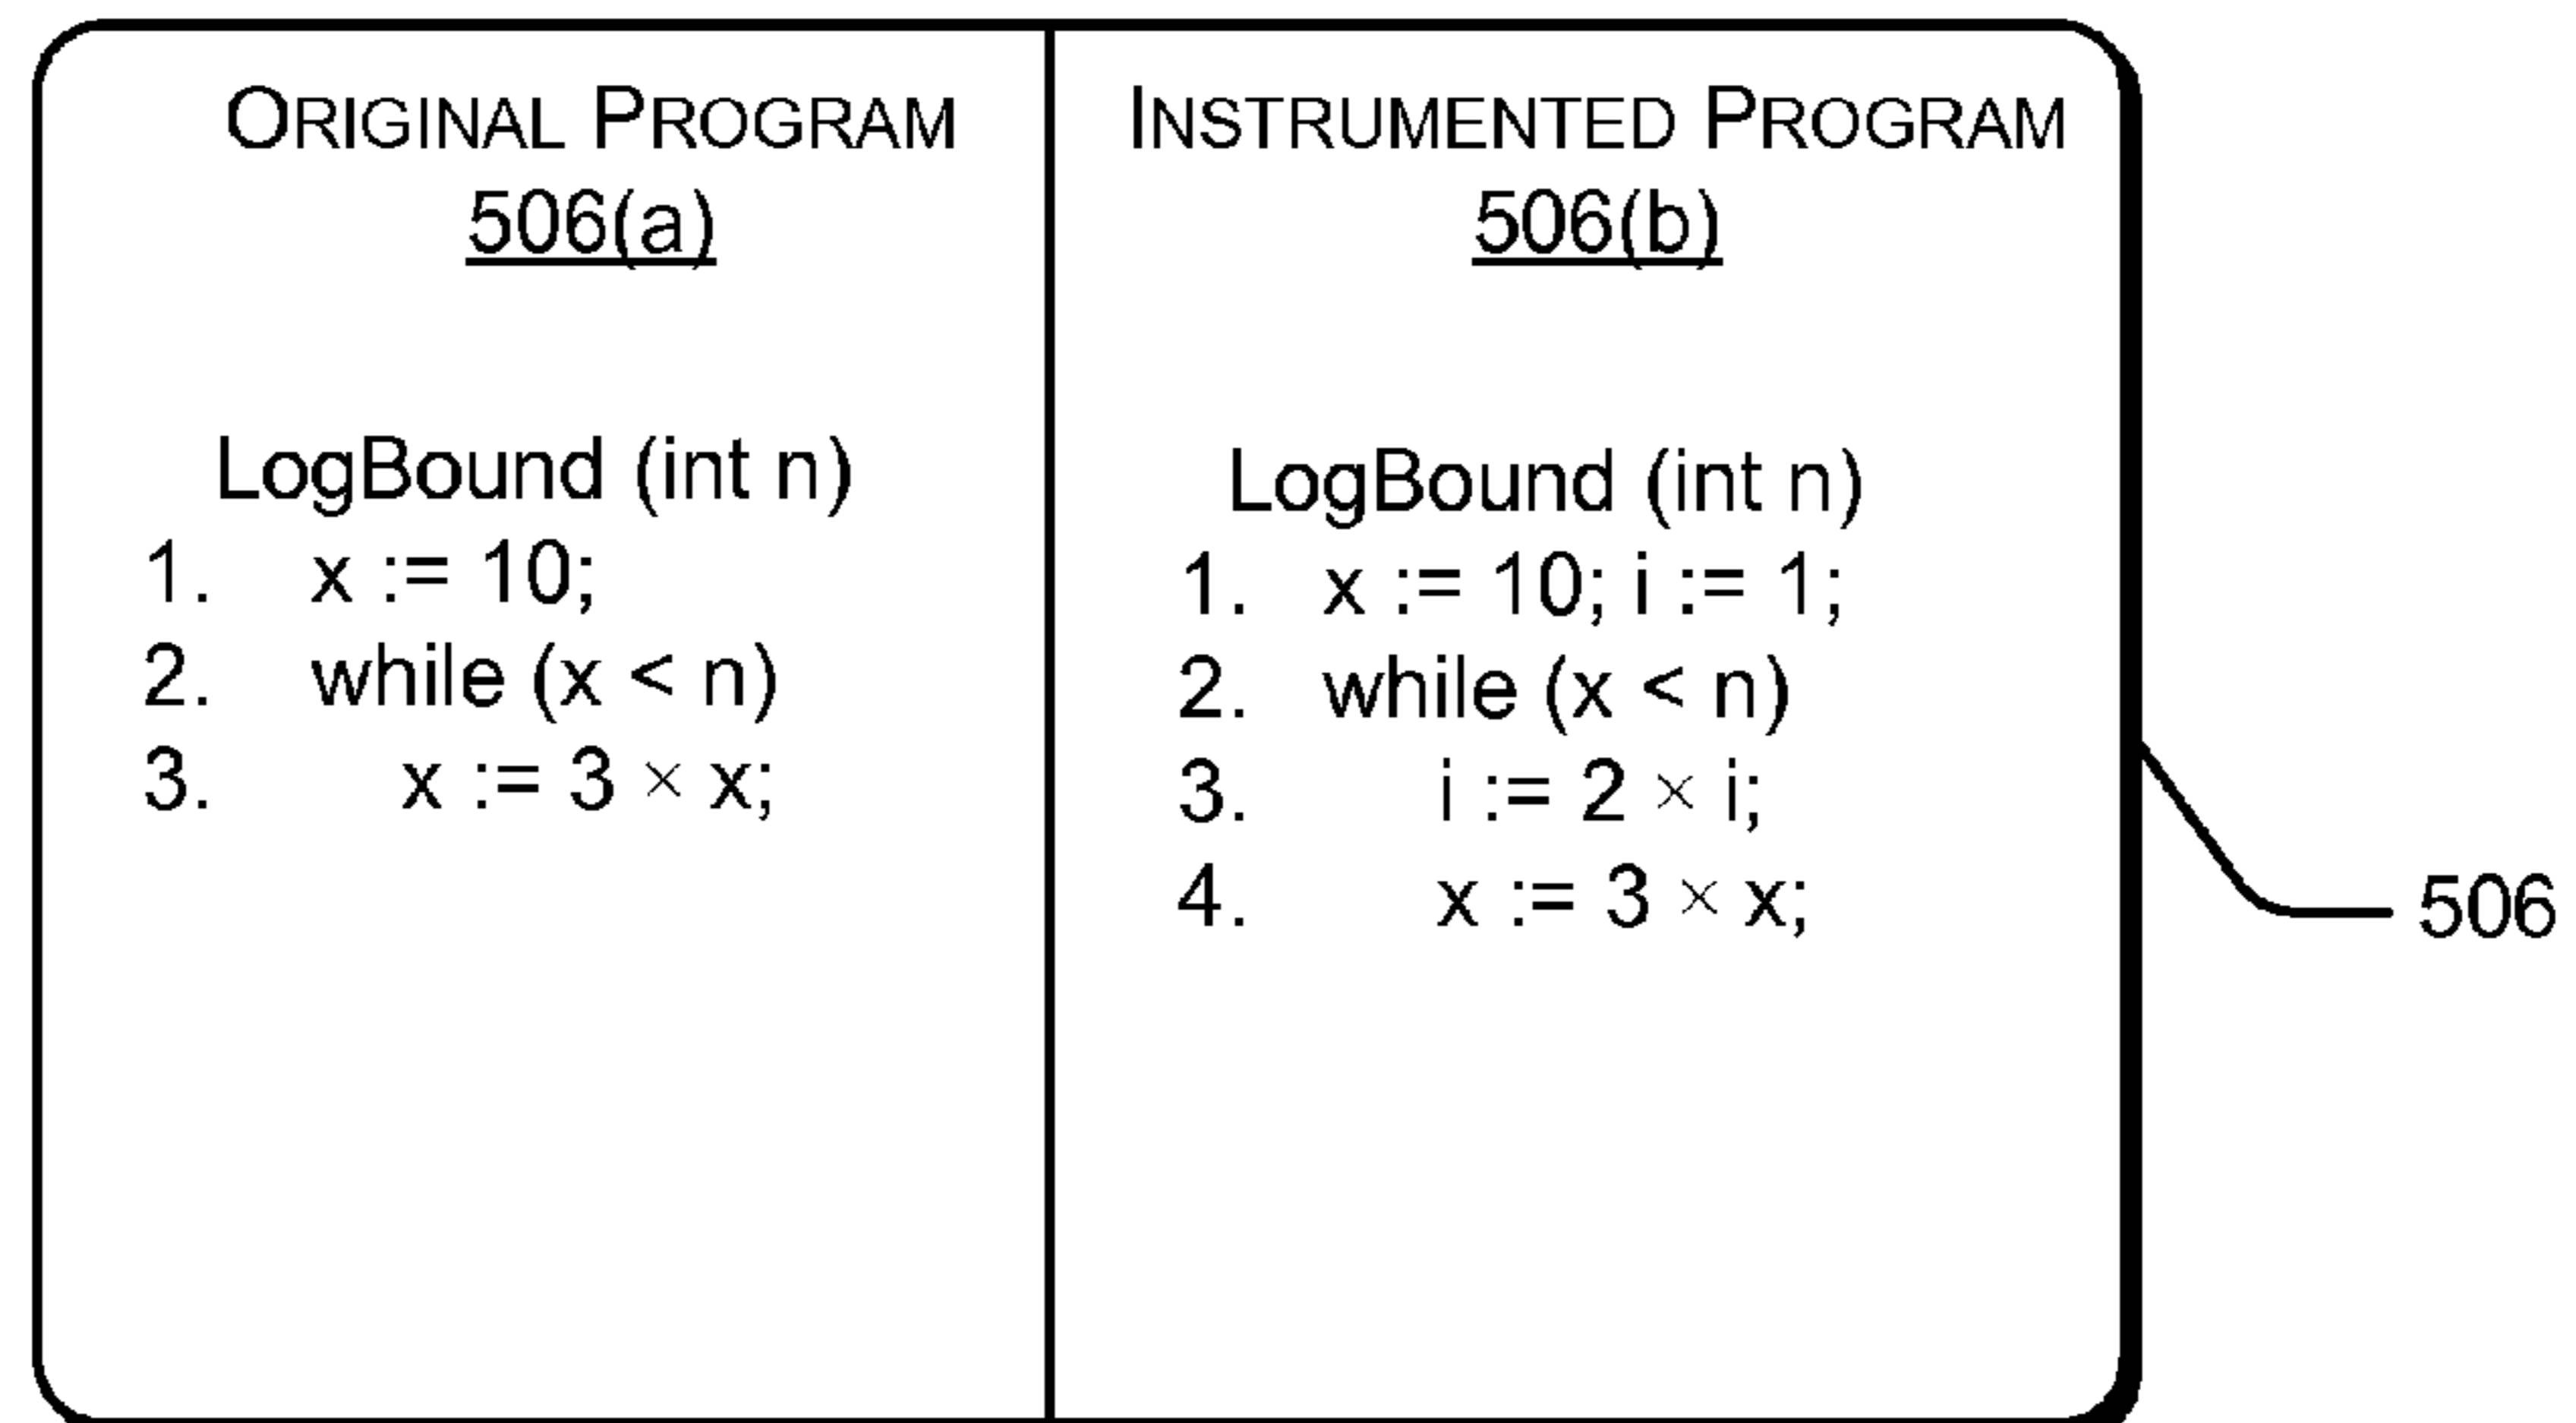 ORIGINAL PROGRAM
506(a)
LogBound (int n)
1. x := 10;
2. while (x < n)
3. x := 3 × x;
INSTRUMENTED PROGRAM
506(b)
LogBound (int n)
1. x := 10; i := 1;
2. while (x < n)
3. i := 2 × i;
4. x := 3 × x;
506